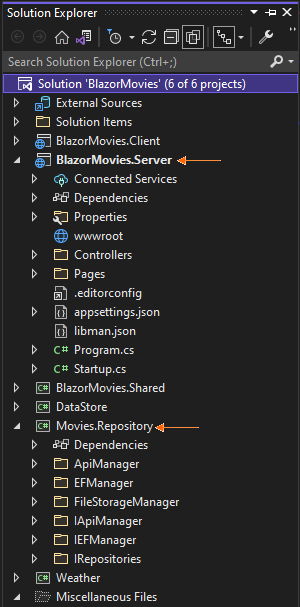 Solution Explorer
Search Solution Explorer (Ctrl+;)
Solution 'BlazorMovies' (6 of 6 projects)
External Sources
Solution Items
BlazorMovies.Client
BlazorMovies.Server
Connected Services
Dependencies
Properties
wwwroot
Controllers
Pages
.editorconfig
appsettings.json
libman.json
C# Program.cs
C# Startup.cs
C# BlazorMovies.Shared
C# DataStore
C# Movies.Repository
Dependencies
ApiManager
EFManager
FileStorageManager
IApiManager
IEFManager
IRepositories
C# Weather
Miscellaneous Files